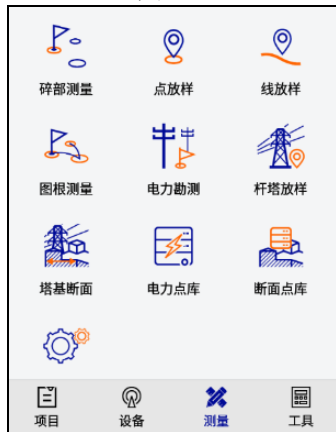 碎部测量 点放样 线放样
图根测量 电力勘测 杆塔放样
塔基断面 电力点库 断面点库
项目 设备 测量 工具